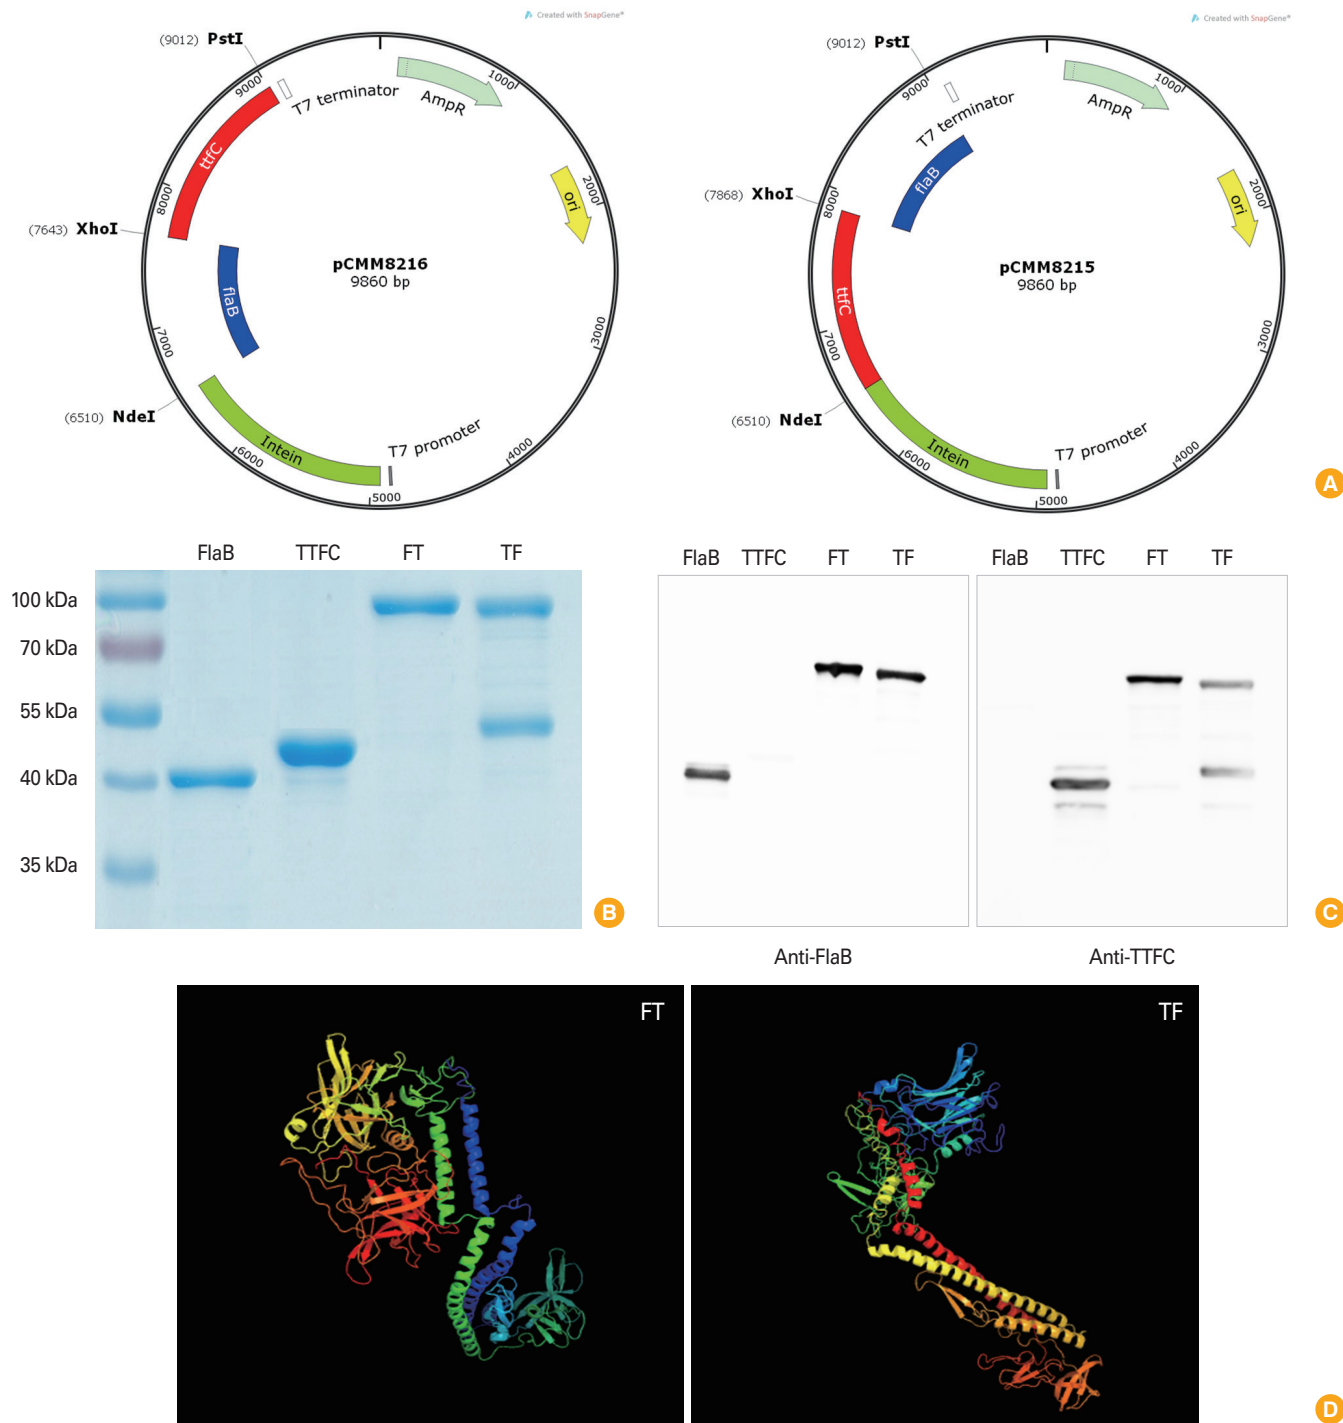 Created with SnapGene®
(9012) PstI
9000
T7 terminator
1000
AmpR
ttfC
8000
2000
ori
(7643) XhoI
pCMM8216
9860 bp
flaB
7000
3000
(6510) NdeI
Intein
6000
T7 promoter
5000
4000
Created with SnapGene®
(9012) PstI
9000
T7 terminator
1000
AmpR
flaB
(7868) XhoI
8000
2000
ori
pCMM8215
9860 bp
ttfC
7000
3000
(6510) NdeI
Intein
6000
T7 promoter
5000
4000
A
FlaB TTFC FT TF
100 kDa
70 kDa
55 kDa
40 kDa
35 kDa
B
FlaB TTFC FT TF
FlaB TTFC FT TF
C
Anti-FlaB
Anti-TTFC
FT
TF
D